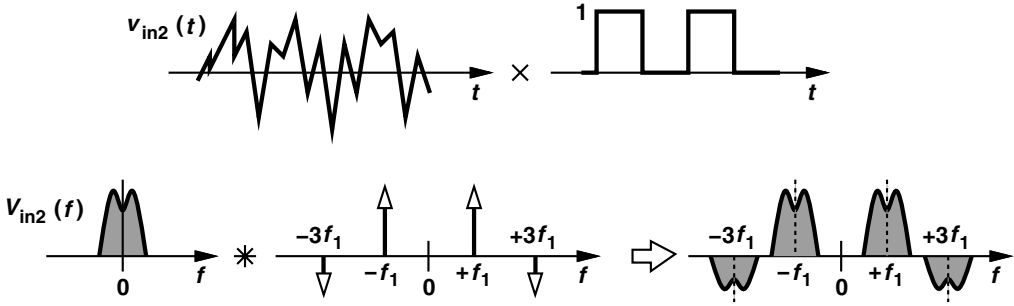 v_in2 (t)
t
×
1
t
V_in2 (f)
0
f
−3f_1
−f_1
0
+f_1
+3f_1
f
−3f_1
−f_1
0
+f_1
+3f_1
f